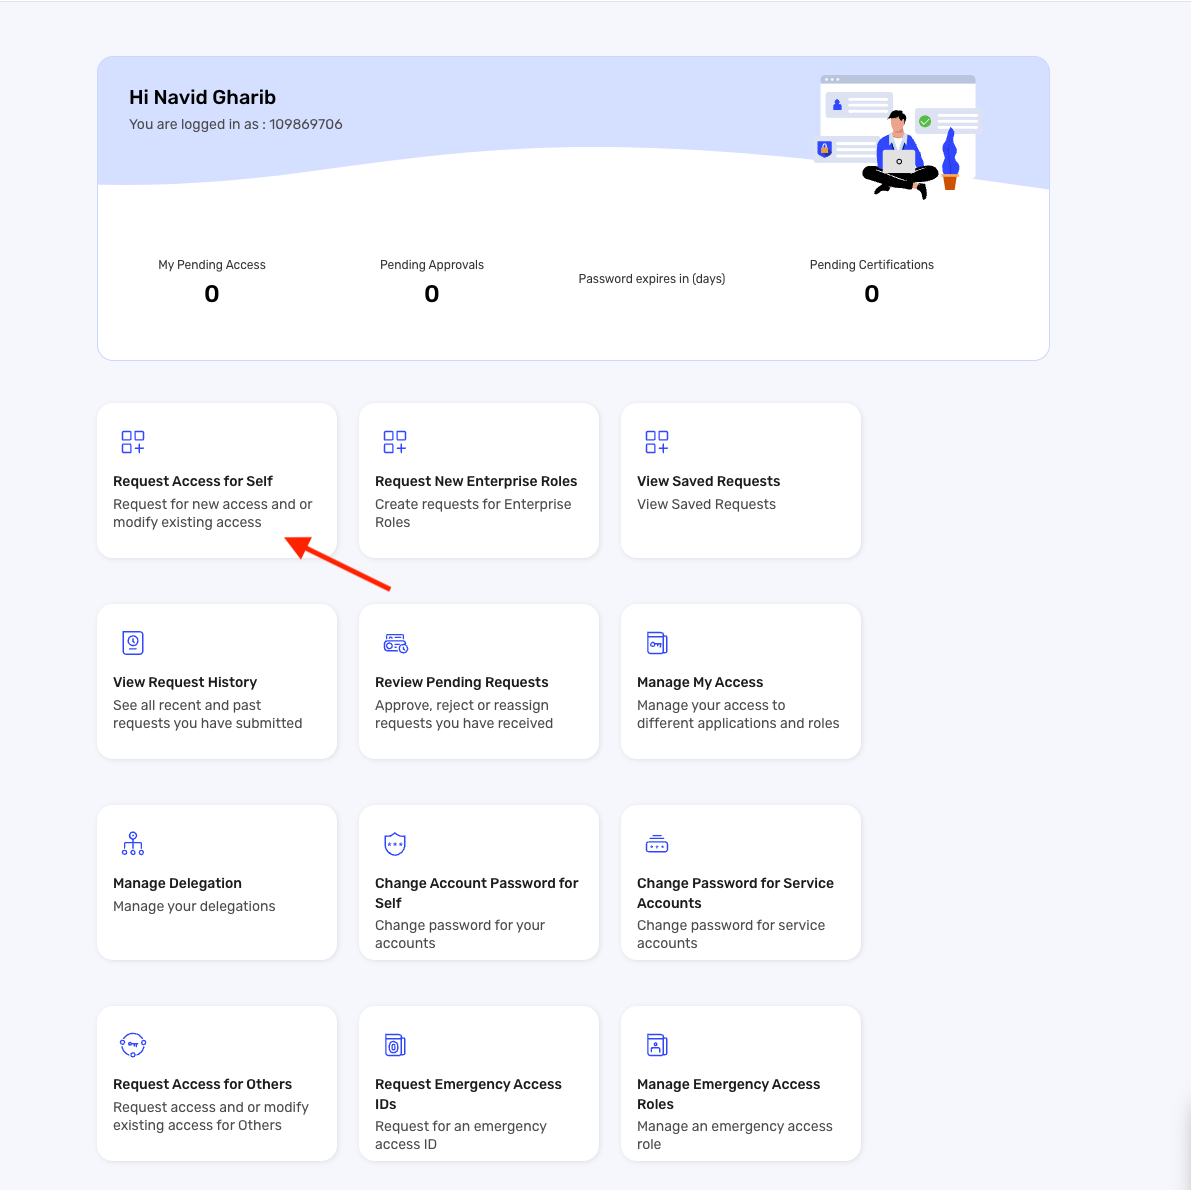 Hi Navid Gharib
You are logged in as : 109869706
My Pending Access
0
Pending Approvals
0
Password expires in (days)
Pending Certifications
0
Request Access for Self
Request for new access and or
modify existing access
Request New Enterprise Roles
Create requests for Enterprise
Roles
View Saved Requests
View Saved Requests
View Request History
See all recent and past
requests you have submitted
Review Pending Requests
Approve, reject or reassign
requests you have received
Manage My Access
Manage your access to
different applications and roles
Manage Delegation
Manage your delegations
Change Account Password for
Self
Change password for your
accounts
Change Password for Service
Accounts
Change password for service
accounts
Request Access for Others
Request access and or modify
existing access for Others
Request Emergency Access
IDs
Request for an emergency
access ID
Manage Emergency Access
Roles
Manage an emergency access
role